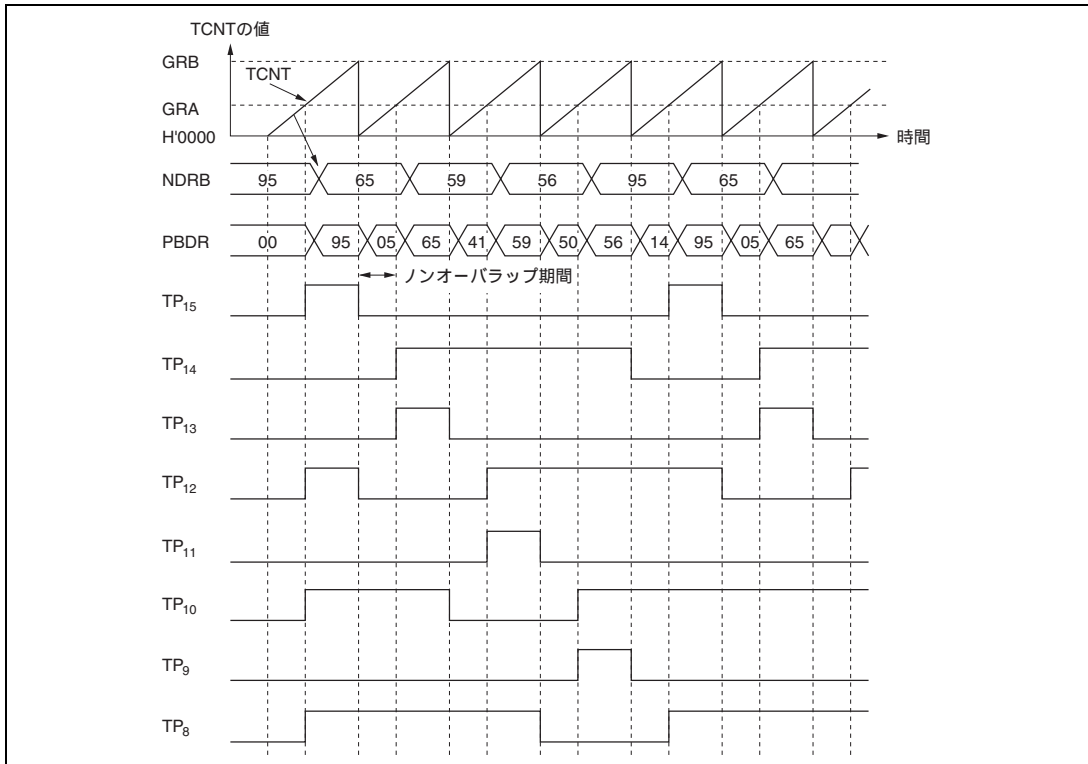 TCNTの値
GRB
TCNT
GRA
H'0000
時間
NDRB 95 65 59 56 95 65
PBDR 00 95 05 65 41 59 50 56 14 95 05 65
ノンオーバラップ期間
TP15
TP14
TP13
TP12
TP11
TP10
TP9
TP8